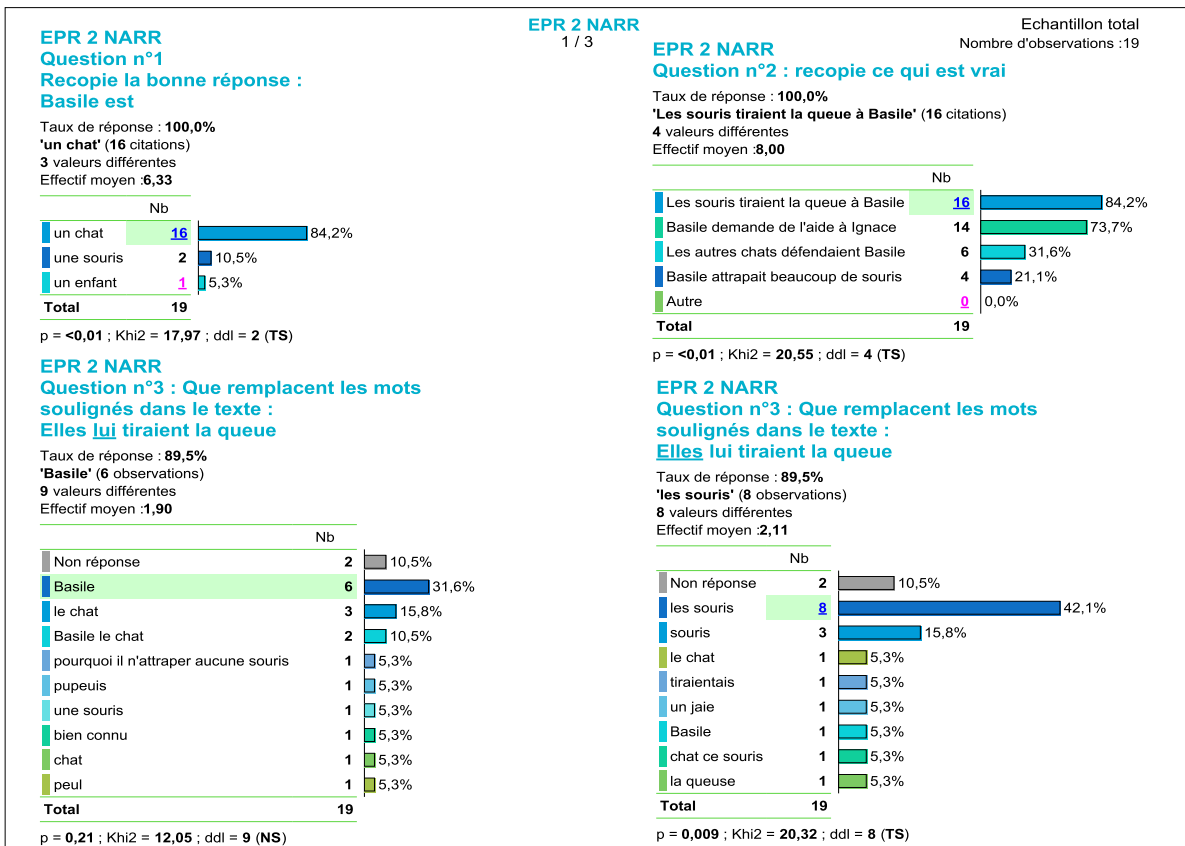 EPR 2 NARR
1 / 3
Echantillon total
Nombre d'observations :19
EPR 2 NARR
Question n°1
Recopie la bonne réponse :
Basile est
Taux de réponse : 100,0%
'un chat' (16 citations)
3 valeurs différentes
Effectif moyen :6,33
Nb
un chat 16 84,2%
une souris 2 10,5%
un enfant 1 5,3%
Total 19
p = <0,01 ; Khi2 = 17,97 ; ddl = 2 (TS)
EPR 2 NARR
Question n°2 : recopie ce qui est vrai
Taux de réponse : 100,0%
'Les souris tiraient la queue à Basile' (16 citations)
4 valeurs différentes
Effectif moyen :8,00
Nb
Les souris tiraient la queue à Basile 16 84,2%
Basile demande de l'aide à Ignace 14 73,7%
Les autres chats défendaient Basile 6 31,6%
Basile attrapait beaucoup de souris 4 21,1%
Autre 0 0,0%
Total 19
p = <0,01 ; Khi2 = 20,55 ; ddl = 4 (TS)
EPR 2 NARR
Question n°3 : Que remplacent les mots
soulignés dans le texte :
Elles lui tiraient la queue
Taux de réponse : 89,5%
'Basile' (6 observations)
9 valeurs différentes
Effectif moyen :1,90
Nb
Non réponse 2 10,5%
Basile 6 31,6%
le chat 3 15,8%
Basile le chat 2 10,5%
pourquoi il n'attraper aucune souris 1 5,3%
pupeuis 1 5,3%
une souris 1 5,3%
bien connu 1 5,3%
chat 1 5,3%
peul 1 5,3%
Total 19
p = 0,21 ; Khi2 = 12,05 ; ddl = 9 (NS)
EPR 2 NARR
Question n°3 : Que remplacent les mots
soulignés dans le texte :
Elles lui tiraient la queue
Taux de réponse : 89,5%
'les souris' (8 observations)
8 valeurs différentes
Effectif moyen :2,11
Nb
Non réponse 2 10,5%
les souris 8 42,1%
souris 3 15,8%
le chat 1 5,3%
tiraientais 1 5,3%
un jaie 1 5,3%
Basile 1 5,3%
chat ce souris 1 5,3%
la queuse 1 5,3%
Total 19
p = 0,009 ; Khi2 = 20,32 ; ddl = 8 (TS)